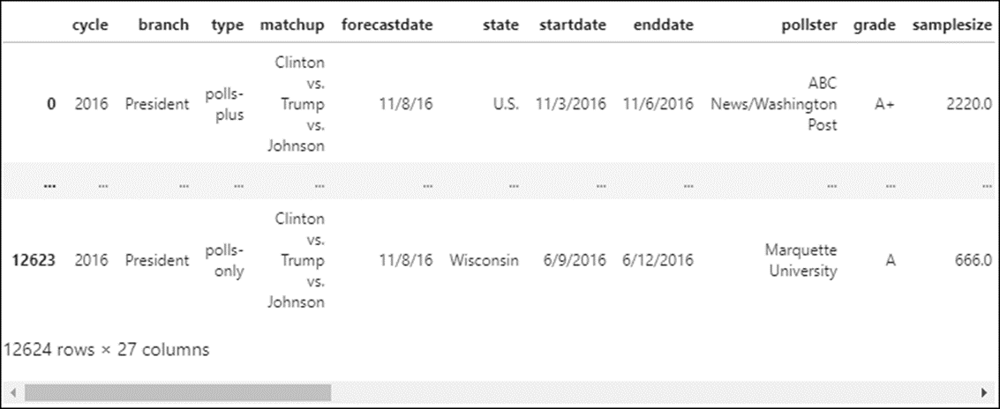 cycle branch type matchup forecastdate state startdate enddate pollster grade samplesize
Clinton
vs.
0 2016 President polls-plus Trump 11/8/16 U.S. 11/3/2016 11/6/2016 ABC News/Washington Post A+ 2220.0
vs.
Johnson
... ... ... ... ... ... ... ... ... ... ... ...
Clinton
vs.
12623 2016 President polls-only Trump 11/8/16 Wisconsin 6/9/2016 6/12/2016 Marquette University A 666.0
vs.
Johnson
12624 rows × 27 columns